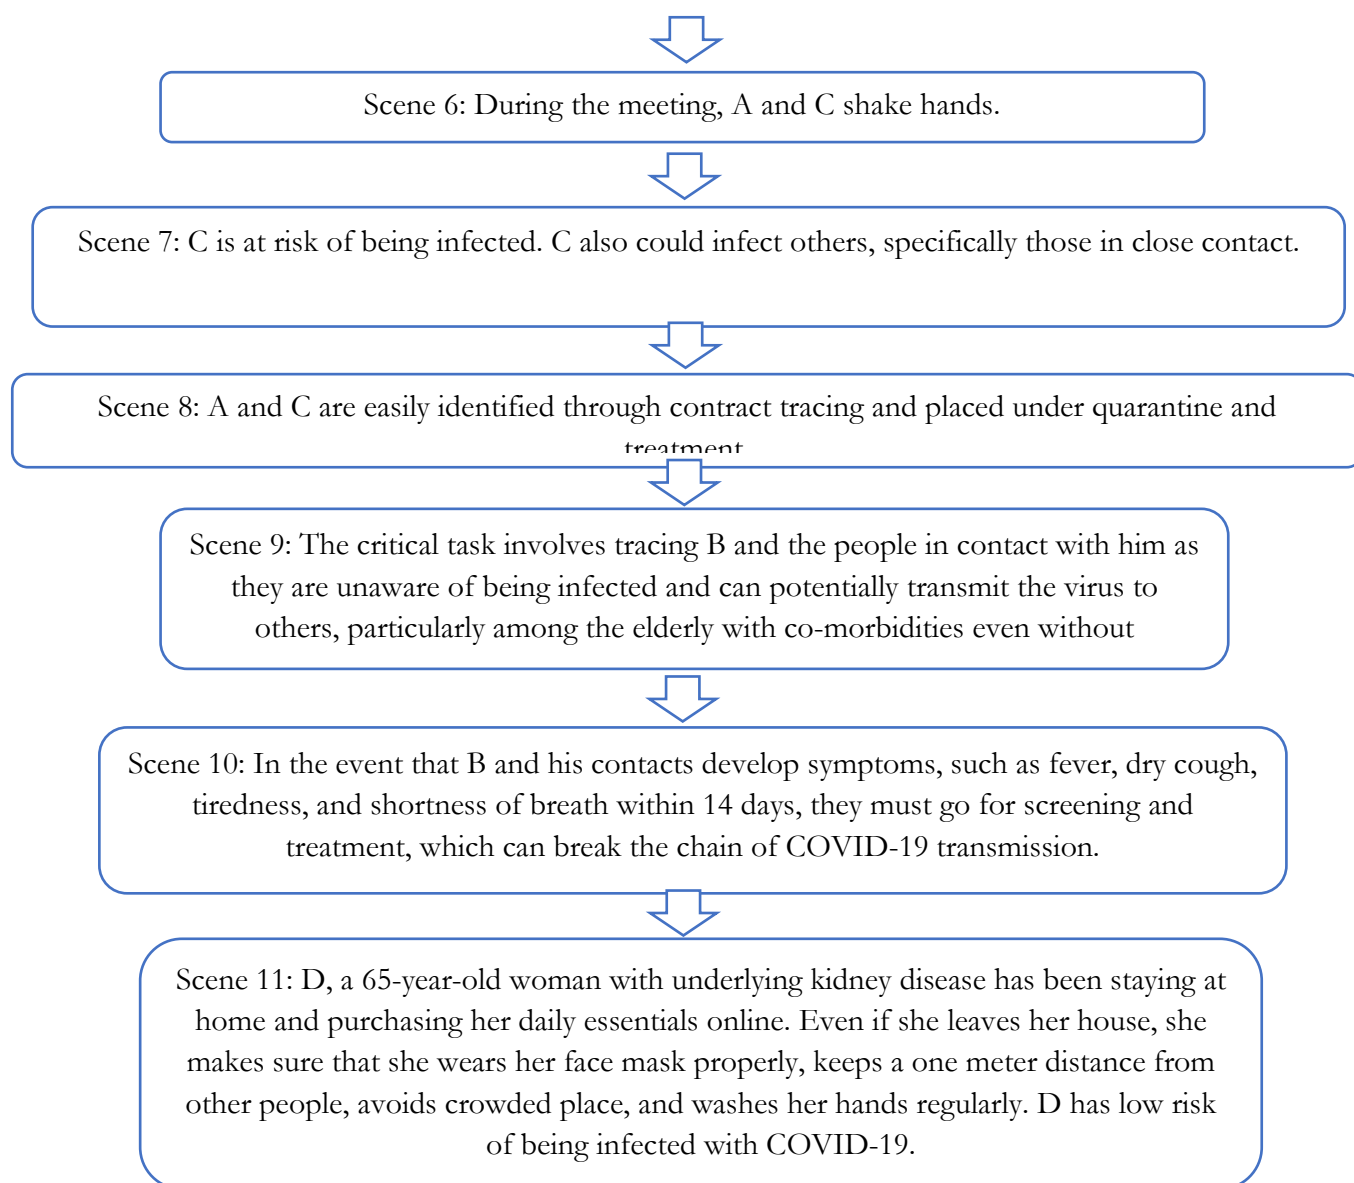 Scene 6: During the meeting, A and C shake hands.
Scene 7: C is at risk of being infected. C also could infect others, specifically those in close contact.
Scene 8: A and C are easily identified through contract tracing and placed under quarantine and
treatment
Scene 9: The critical task involves tracing B and the people in contact with him as
they are unaware of being infected and can potentially transmit the virus to
others, particularly among the elderly with co-morbidities even without
Scene 10: In the event that B and his contacts develop symptoms, such as fever, dry cough,
tiredness, and shortness of breath within 14 days, they must go for screening and
treatment, which can break the chain of COVID-19 transmission.
Scene 11: D, a 65-year-old woman with underlying kidney disease has been staying at
home and purchasing her daily essentials online. Even if she leaves her house, she
makes sure that she wears her face mask properly, keeps a one meter distance from
other people, avoids crowded place, and washes her hands regularly. D has low risk
of being infected with COVID-19.